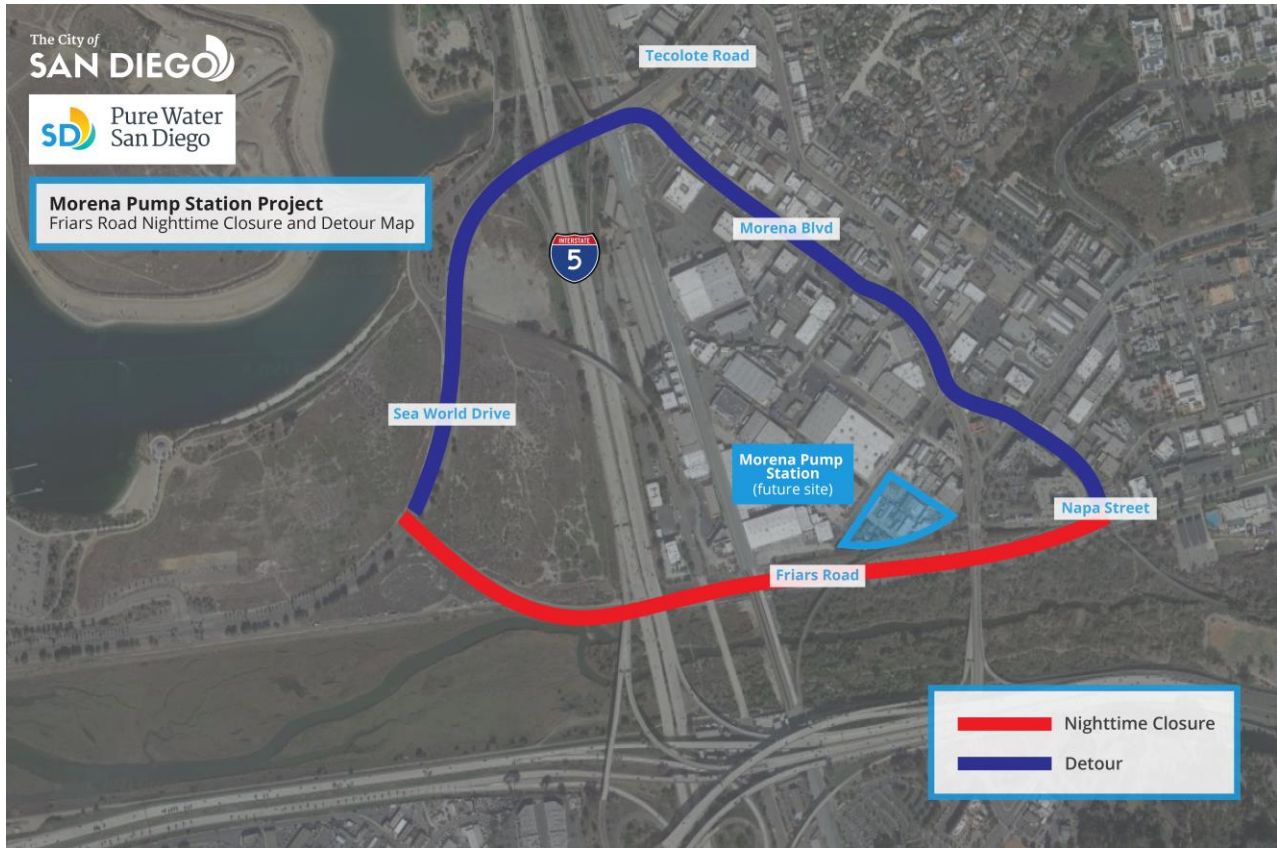 The City of
SAN DIEGO
SD
Pure Water
San Diego
Morena Pump Station Project
Friars Road Nighttime Closure and Detour Map
Tecolote Road
Morena Blvd
INTERSTATE
5
Sea World Drive
Morena Pump
Station
(future site)
Napa Street
Friars Road
Nighttime Closure
Detour